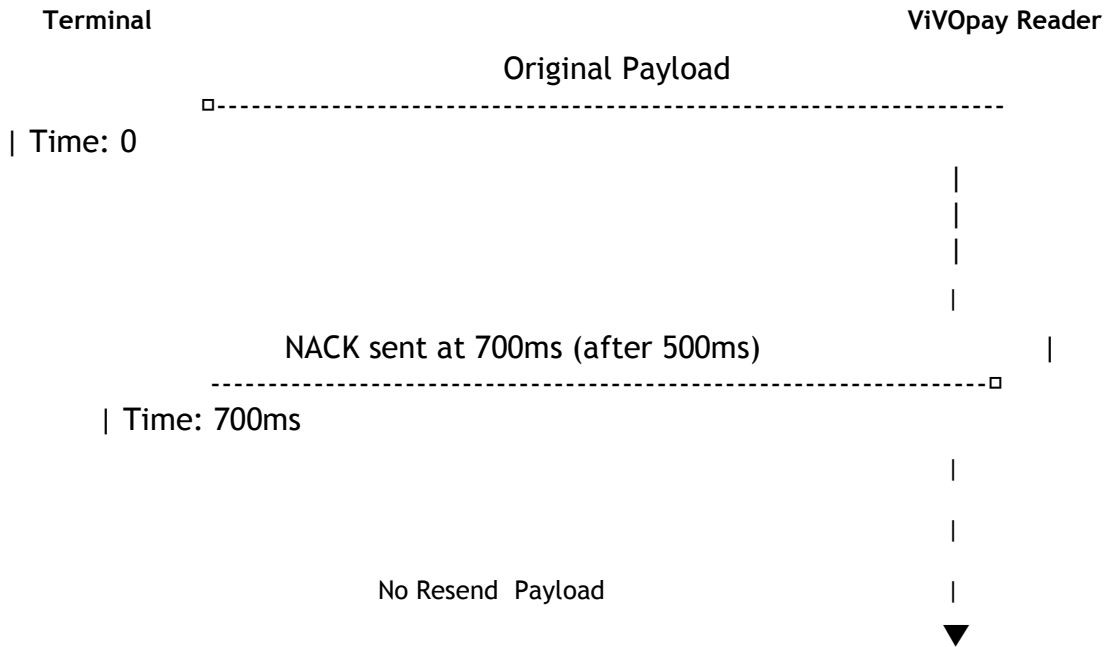 Terminal ViVOpay Reader
Original Payload
□--------------------------------------------------------------------
| Time: 0
|
|
|
|
NACK sent at 700ms (after 500ms) |
--------------------------------------------------------------------□
| Time: 700ms
|
|
No Resend Payload |
▼